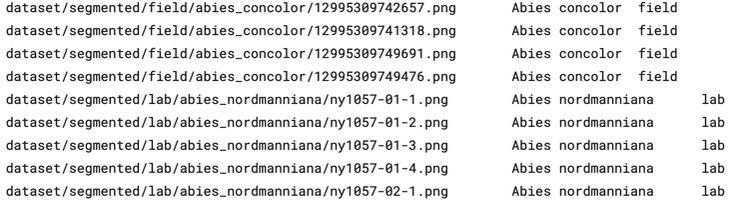 dataset/segmented/field/abies_concolor/12995309742657.png Abies concolor field
dataset/segmented/field/abies_concolor/12995309741318.png Abies concolor field
dataset/segmented/field/abies_concolor/12995309749691.png Abies concolor field
dataset/segmented/field/abies_concolor/12995309749476.png Abies concolor field
dataset/segmented/lab/abies_nordmanniana/ny1057-01-1.png Abies nordmanniana lab
dataset/segmented/lab/abies_nordmanniana/ny1057-01-2.png Abies nordmanniana lab
dataset/segmented/lab/abies_nordmanniana/ny1057-01-3.png Abies nordmanniana lab
dataset/segmented/lab/abies_nordmanniana/ny1057-01-4.png Abies nordmanniana lab
dataset/segmented/lab/abies_nordmanniana/ny1057-02-1.png Abies nordmanniana lab